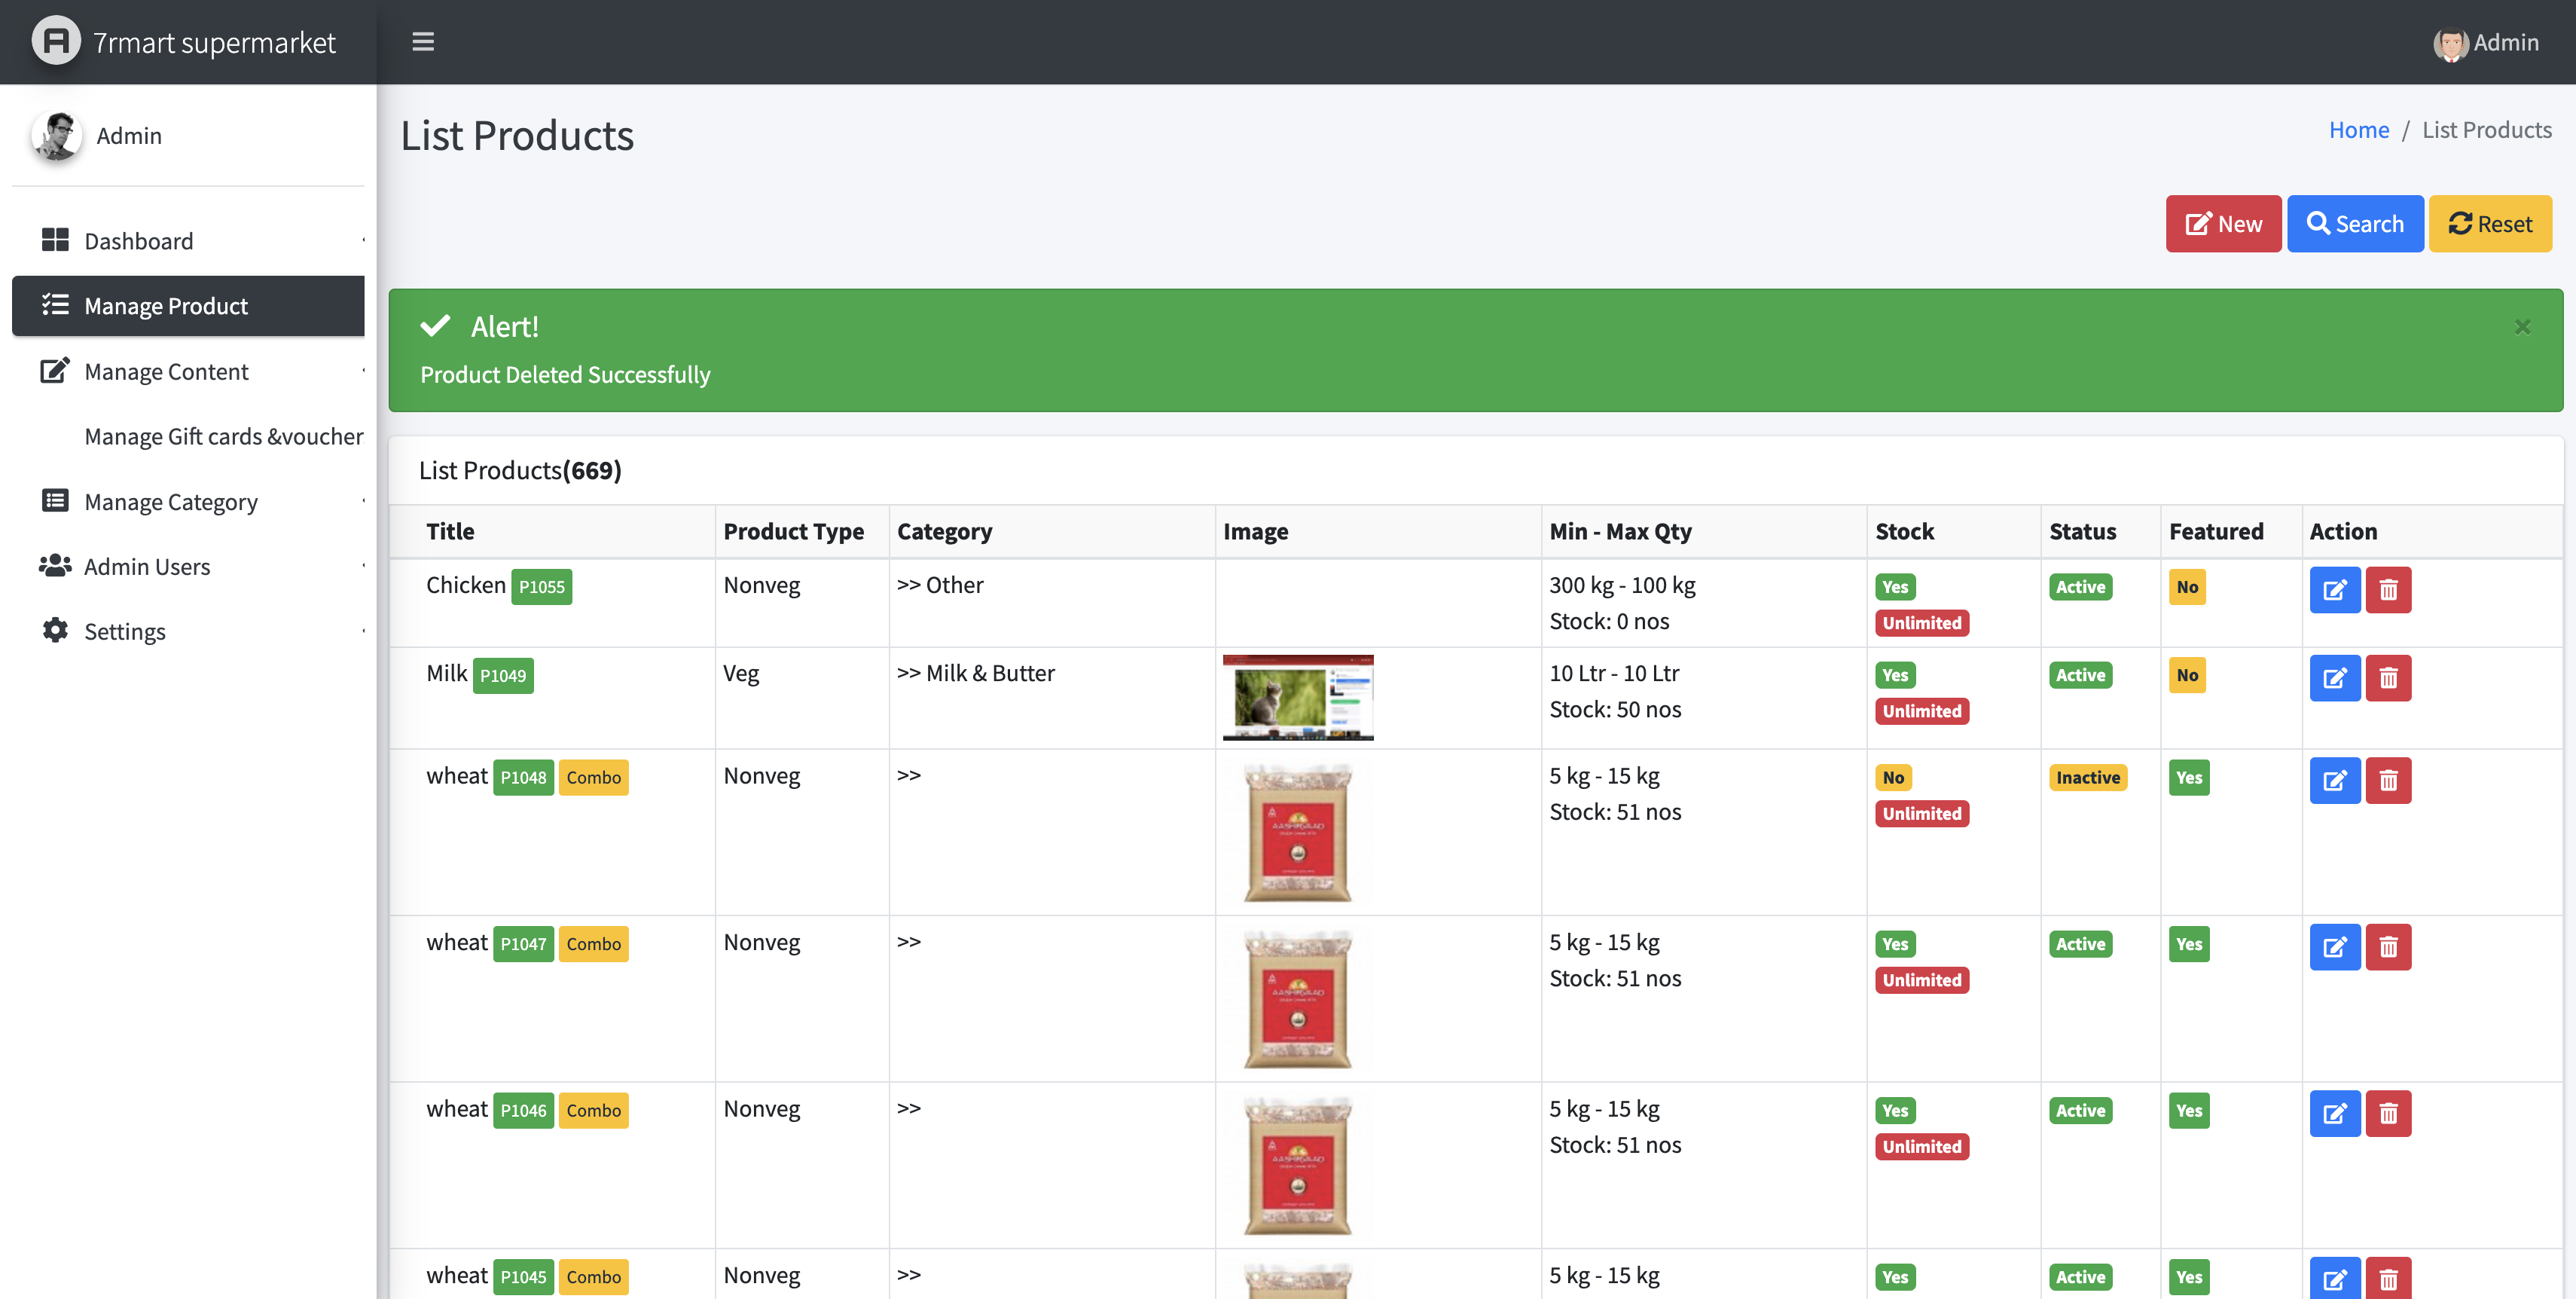 7rmart supermarket
Admin
Admin
Dashboard
Manage Product
Manage Content
Manage Gift cards &voucher
Manage Category
Admin Users
Settings
List Products
Home / List Products
New Search Reset
Alert!
×
Product Deleted Successfully
List Products(669)
Title Product Type Category Image Min - Max Qty Stock Status Featured Action
Chicken P1055 Nonveg >> Other 300 kg - 100 kg Yes Active No
Stock: 0 nos Unlimited
Milk P1049 Veg >> Milk & Butter 10 Ltr - 10 Ltr Yes Active No
Stock: 50 nos Unlimited
wheat P1048 Combo Nonveg >> 5 kg - 15 kg No Inactive Yes
Stock: 51 nos Unlimited
wheat P1047 Combo Nonveg >> 5 kg - 15 kg Yes Active Yes
Stock: 51 nos Unlimited
wheat P1046 Combo Nonveg >> 5 kg - 15 kg Yes Active Yes
Stock: 51 nos Unlimited
wheat P1045 Combo Nonveg >> 5 kg - 15 kg Yes Active Yes